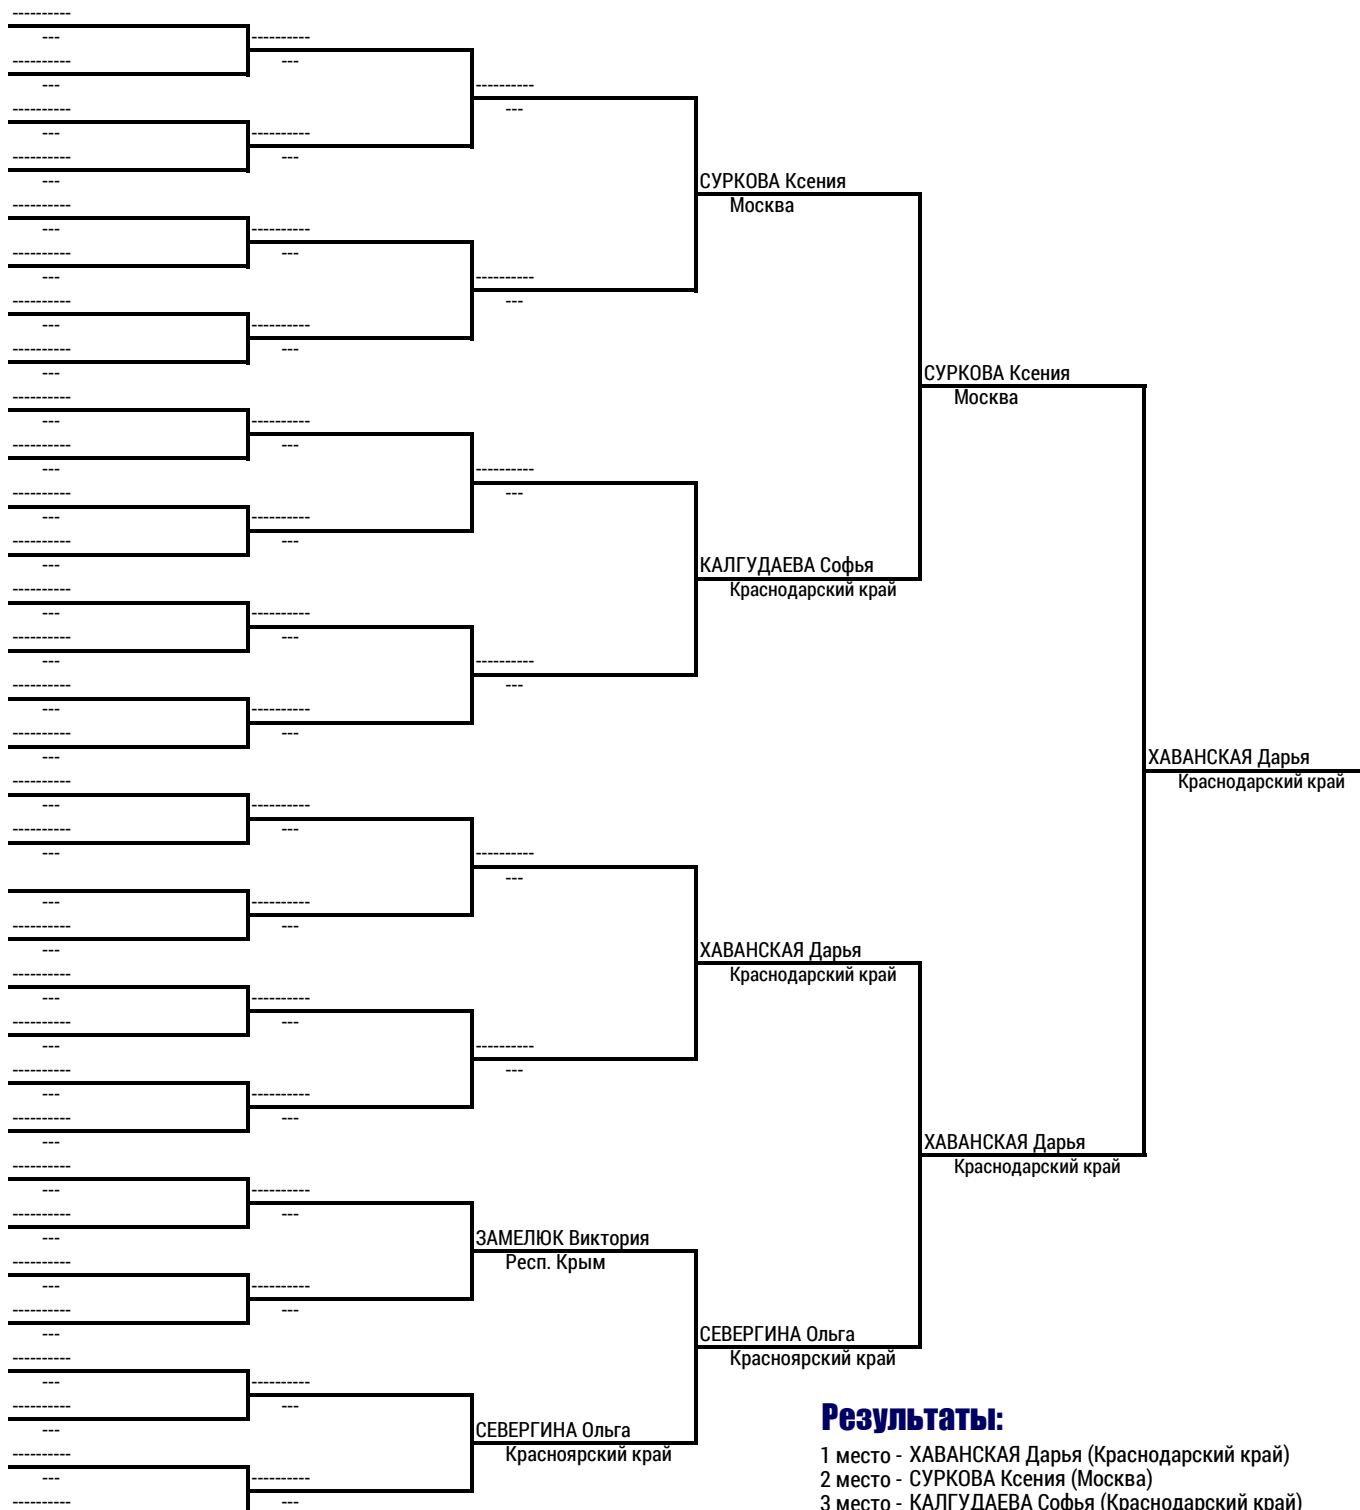 СУРКОВА Ксения
Москва
СУРКОВА Ксения
Москва
КАЛГУДАЕВА Софья
Краснодарский край
ХАВАНСКАЯ Дарья
Краснодарский край
ХАВАНСКАЯ Дарья
Краснодарский край
ХАВАНСКАЯ Дарья
Краснодарский край
ЗАМЕЛЮК Виктория
Респ. Крым
СЕВЕРГИНА Ольга
Красноярский край
СЕВЕРГИНА Ольга
Красноярский край
Результаты:
1 место - ХАВАНСКАЯ Дарья (Краснодарский край)
2 место - СУРКОВА Ксения (Москва)
3 место - КАЛГУДАЕВА Софья (Краснодарский край)